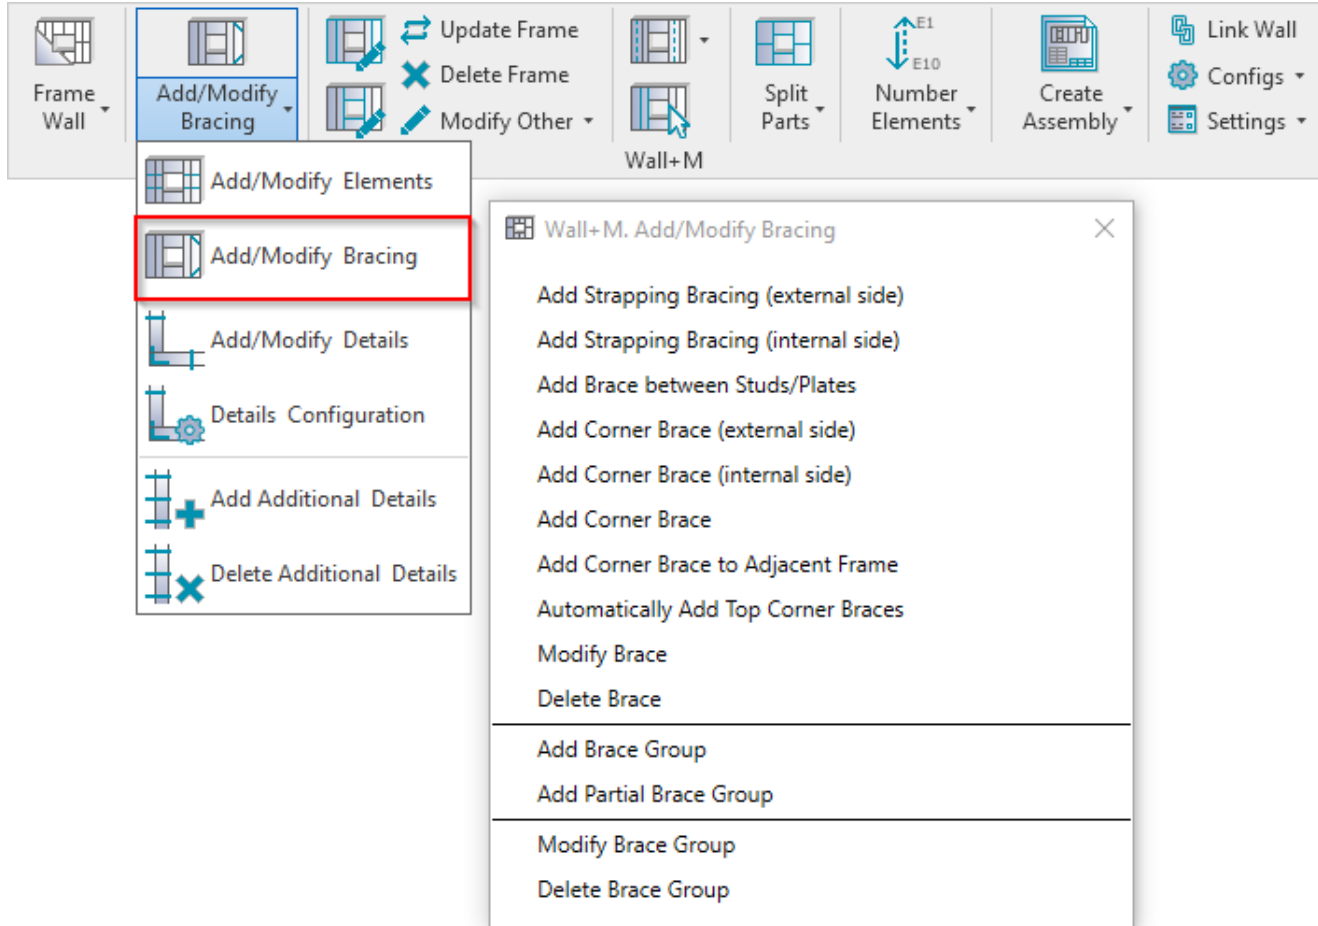 Frame
Wall
Add/Modify
Bracing
Update Frame
Delete Frame
Modify Other
Split
Parts
E1
E10
Number
Elements
Create
Assembly
Link Wall
Configs
Settings
Wall+M
Add/Modify Elements
Add/Modify Bracing
Add/Modify Details
Details Configuration
Add Additional Details
Delete Additional Details
Wall+M. Add/Modify Bracing
Add Strapping Bracing (external side)
Add Strapping Bracing (internal side)
Add Brace between Studs/Plates
Add Corner Brace (external side)
Add Corner Brace (internal side)
Add Corner Brace
Add Corner Brace to Adjacent Frame
Automatically Add Top Corner Braces
Modify Brace
Delete Brace
Add Brace Group
Add Partial Brace Group
Modify Brace Group
Delete Brace Group